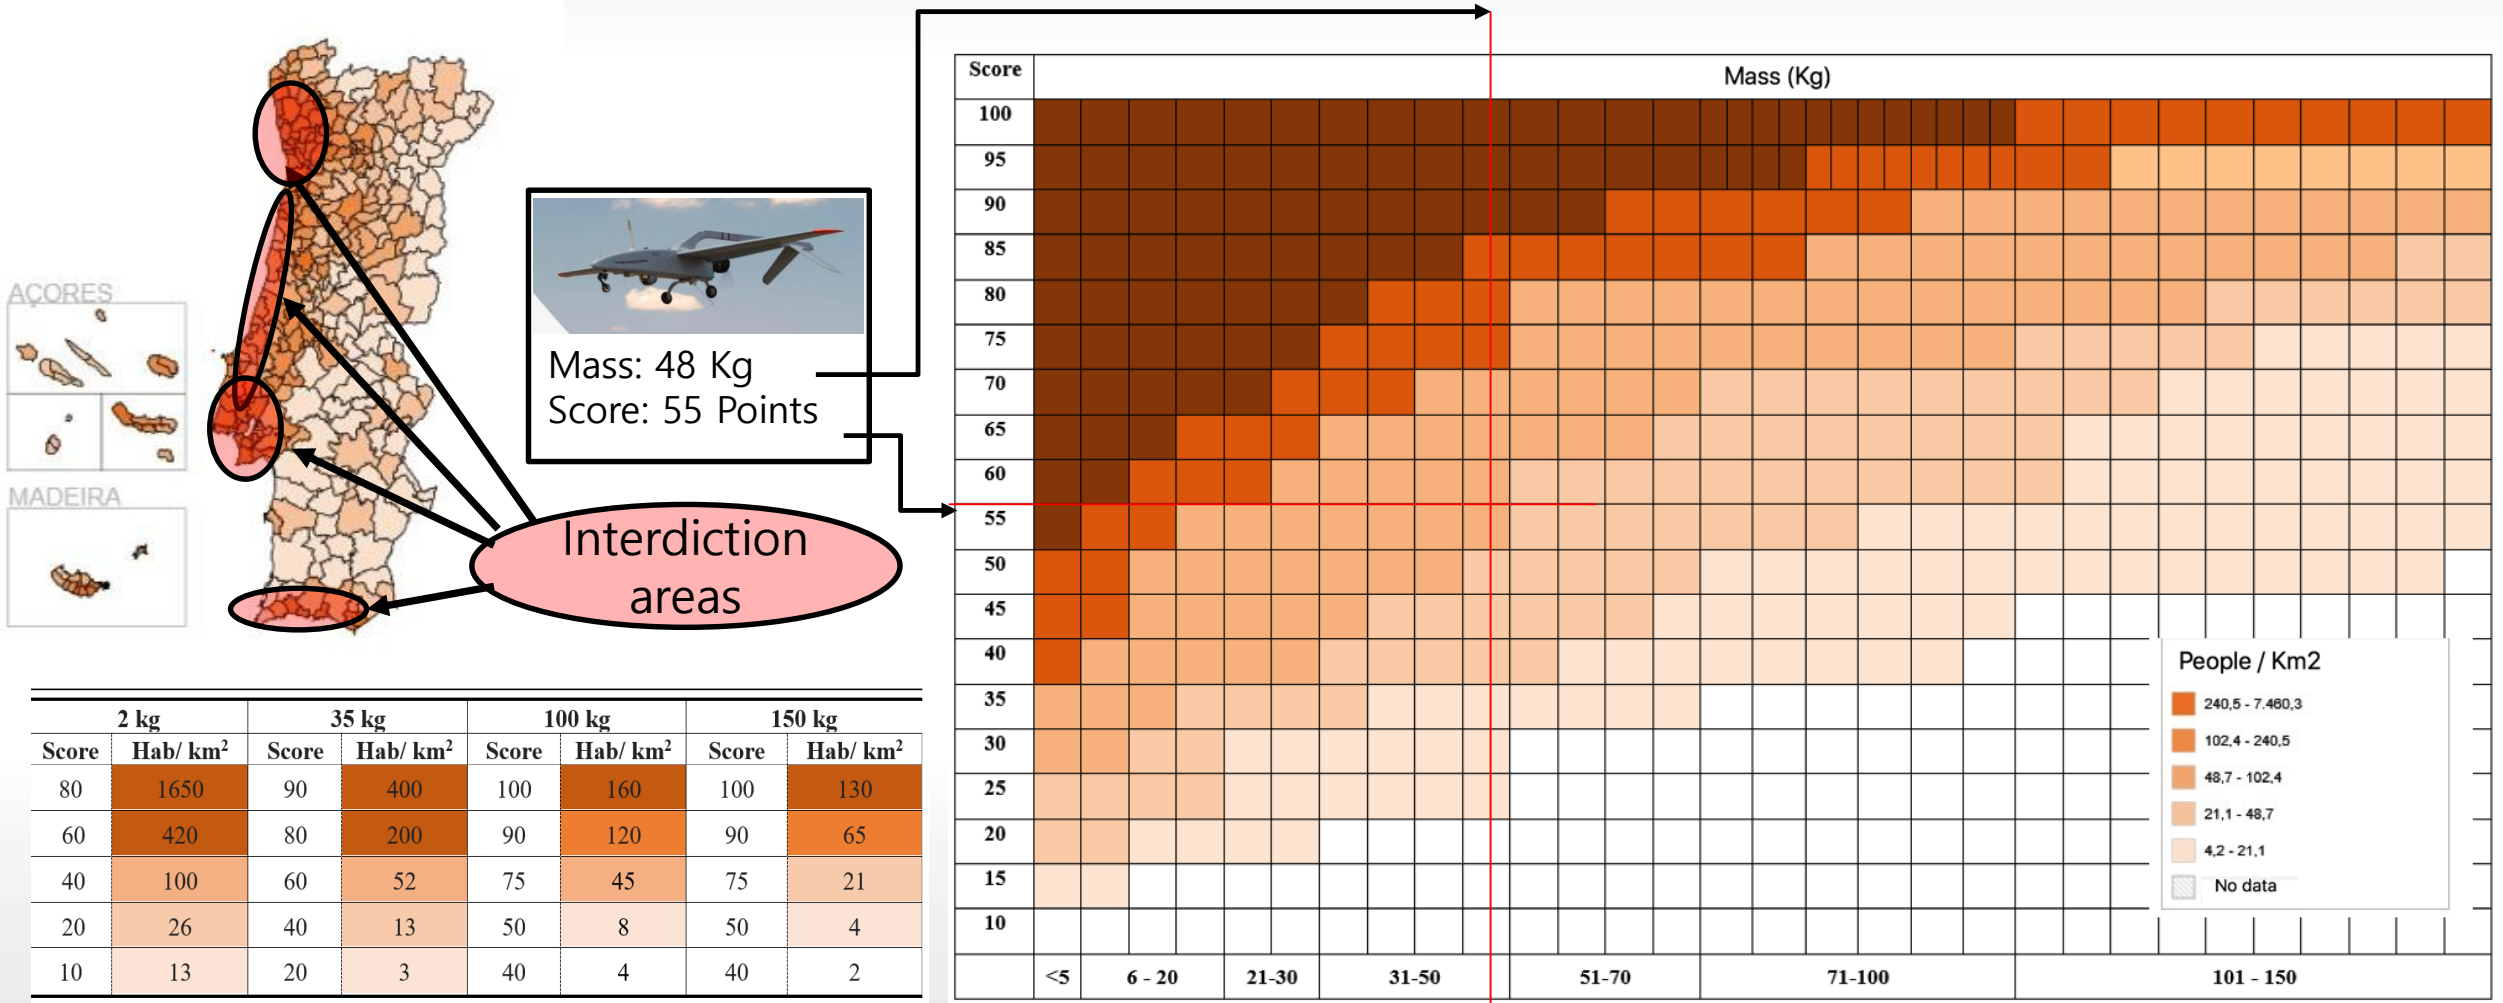 AÇORES
MADEIRA
Mass: 48 Kg
Score: 55 Points
Interdiction
areas
2 kg 35 kg 100 kg 150 kg
Score Hab/ km2 Score Hab/ km2 Score Hab/ km2 Score Hab/ km2
80 1650 90 400 100 160 100 130
60 420 80 200 90 120 90 65
40 100 60 52 75 45 75 21
20 26 40 13 50 8 50 4
10 13 20 3 40 4 40 2
Score Mass (Kg)
100
95
90
85
80
75
70
65
60
55
50
45
40
35
30
25
20
15
10
<5 6 - 20 21-30 31-50 51-70 71-100 101 - 150
People / Km2
240,5 - 7.460,3
102,4 - 240,5
48,7 - 102,4
21,1 - 48,7
4,2 - 21,1
No data